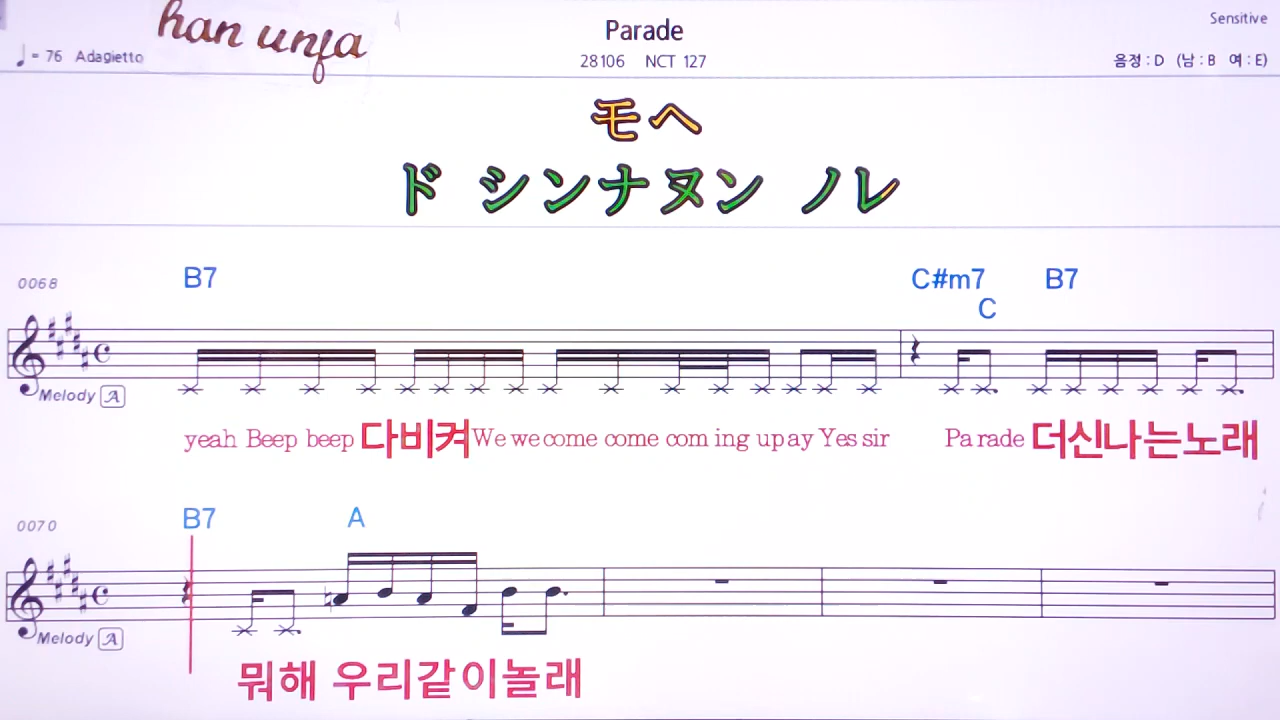 han unfa
Parade
Sensitive
♩= 76 Adagietto
28106 NCT 127
음정 : D (남 : B 여 : E)
モヘ
ド シンナヌン ノレ
0068
B7 C#m7 B7
C
Melody A
yeah Beep beep 다비켜 We we come come com ing up ay Yes sir Pa rade 더신나는노래
0070
B7 A
Melody A
뭐해 우리같이놀래